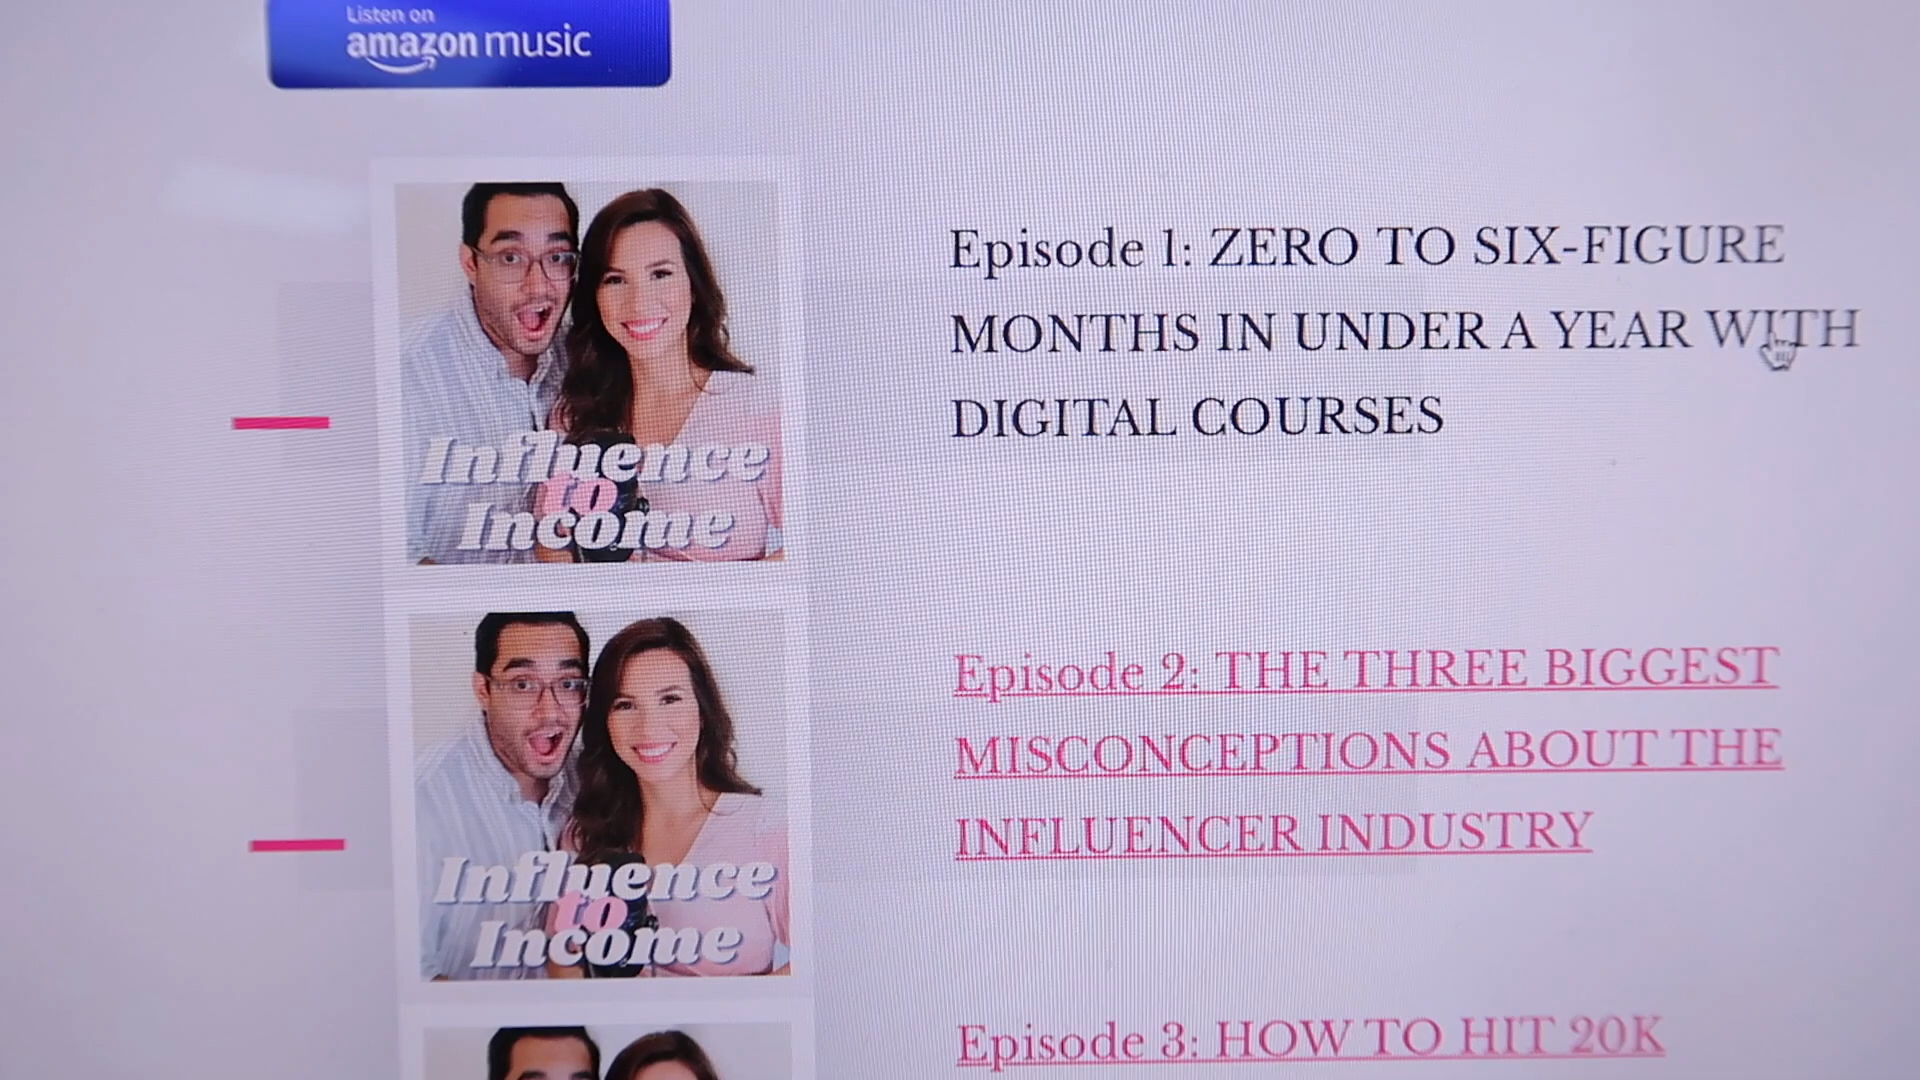 Listen on
amazon music
Episode 1: ZERO TO SIX-FIGURE
MONTHS IN UNDER A YEAR WITH
DIGITAL COURSES
Influence
to
Income
Episode 2: THE THREE BIGGEST
MISCONCEPTIONS ABOUT THE
INFLUENCER INDUSTRY
Influence
to
Income
Episode 3: HOW TO HIT 20K